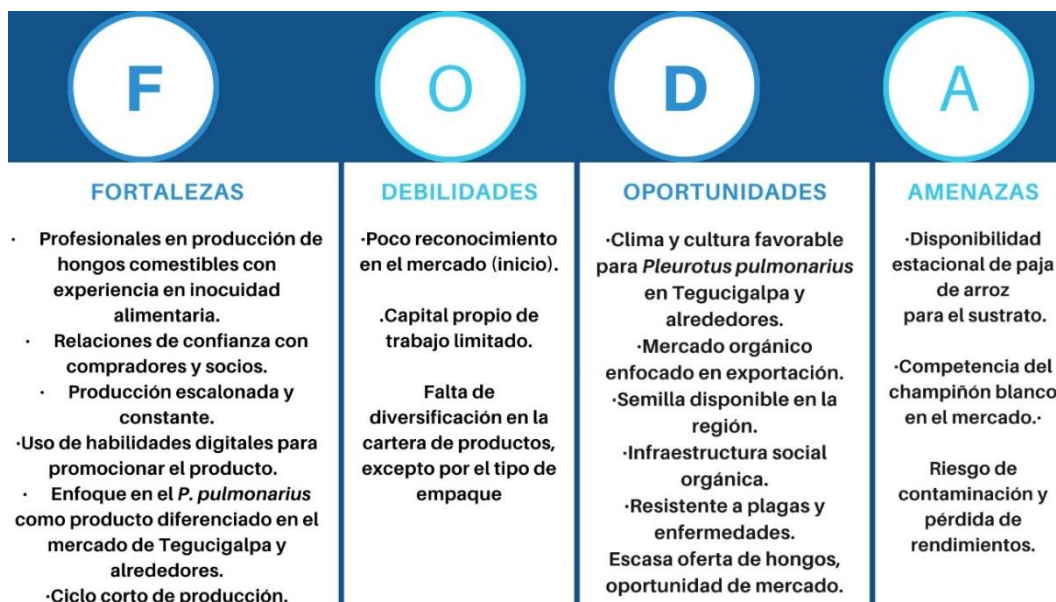 F
O
D
A
FORTALEZAS
· Profesionales en producción de
hongos comestibles con
experiencia en inocuidad
alimentaria.
· Relaciones de confianza con
compradores y socios.
· Producción escalonada y
constante.
·Uso de habilidades digitales para
promocionar el producto.
· Enfoque en el P. pulmonarius
como producto diferenciado en el
mercado de Tegucigalpa y
alrededores.
·Ciclo corto de producción.
DEBILIDADES
·Poco reconocimiento
en el mercado (inicio).
.Capital propio de
trabajo limitado.
Falta de
diversificación en la
cartera de productos,
excepto por el tipo de
empaque
OPORTUNIDADES
·Clima y cultura favorable
para Pleurotus pulmonarius
en Tegucigalpa y
alrededores.
·Mercado orgánico
enfocado en exportación.
·Semilla disponible en la
región.
·Infraestructura social
orgánica.
·Resistente a plagas y
enfermedades.
Escasa oferta de hongos,
oportunidad de mercado.
AMENAZAS
·Disponibilidad
estacional de paja
de arroz
para el sustrato.
·Competencia del
champiñón blanco
en el mercado.·
Riesgo de
contaminación y
pérdida de
rendimientos.